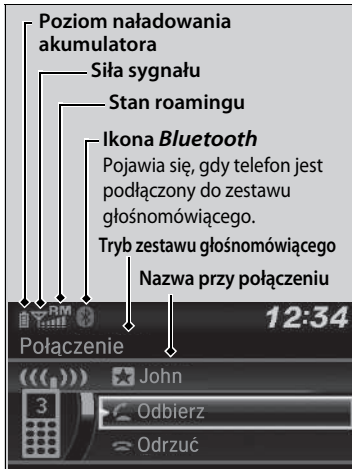 Poziom naładowania
akumulatora
Siła sygnału
Stan roamingu
Ikona Bluetooth
Pojawia się, gdy telefon jest
podłączony do zestawu
głośnomówiącego.
Tryb zestawu głośnomówiącego
Nazwa przy połączeniu
RM
12:34
Połączenie
John
3
Odbierz
Odrzuć